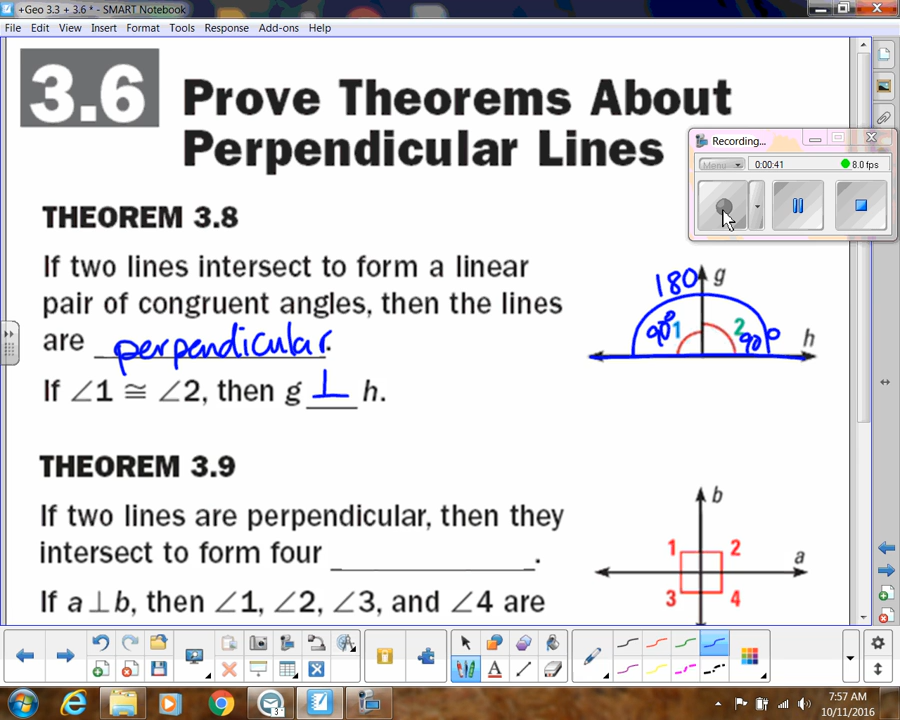 +Geo 3.3 + 3.6 * - SMART Notebook
File Edit View Insert Format Tools Response Add-ons Help
3.6 Prove Theorems About
Perpendicular Lines
Recording...
Menu 0:00:41 8.0 fps
THEOREM 3.8
If two lines intersect to form a linear
pair of congruent angles, then the lines
are perpendicular.
If ∠1 ≅ ∠2, then g ⊥ h.
180 g
90° 1 2 90° h
THEOREM 3.9
If two lines are perpendicular, then they
intersect to form four ____________.
If a ⊥ b, then ∠1, ∠2, ∠3, and ∠4 are
b
1 2 a
3 4
7:57 AM
10/11/2016